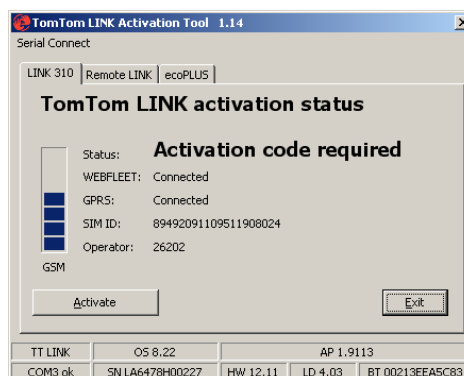 TomTom LINK Activation Tool 1.14
Serial Connect
LINK 310 Remote LINK ecoPLUS
TomTom LINK activation status
Status: Activation code required
WEBFLEET: Connected
GPRS: Connected
SIM ID: 89492091109511908024
Operator: 26202
GSM
Activate Exit
TT LINK OS 8.22 AP 1.9113
COM3 ok SN LA6478H00227 HW 12.11 LD 4.03 BT 00213EEA5C83